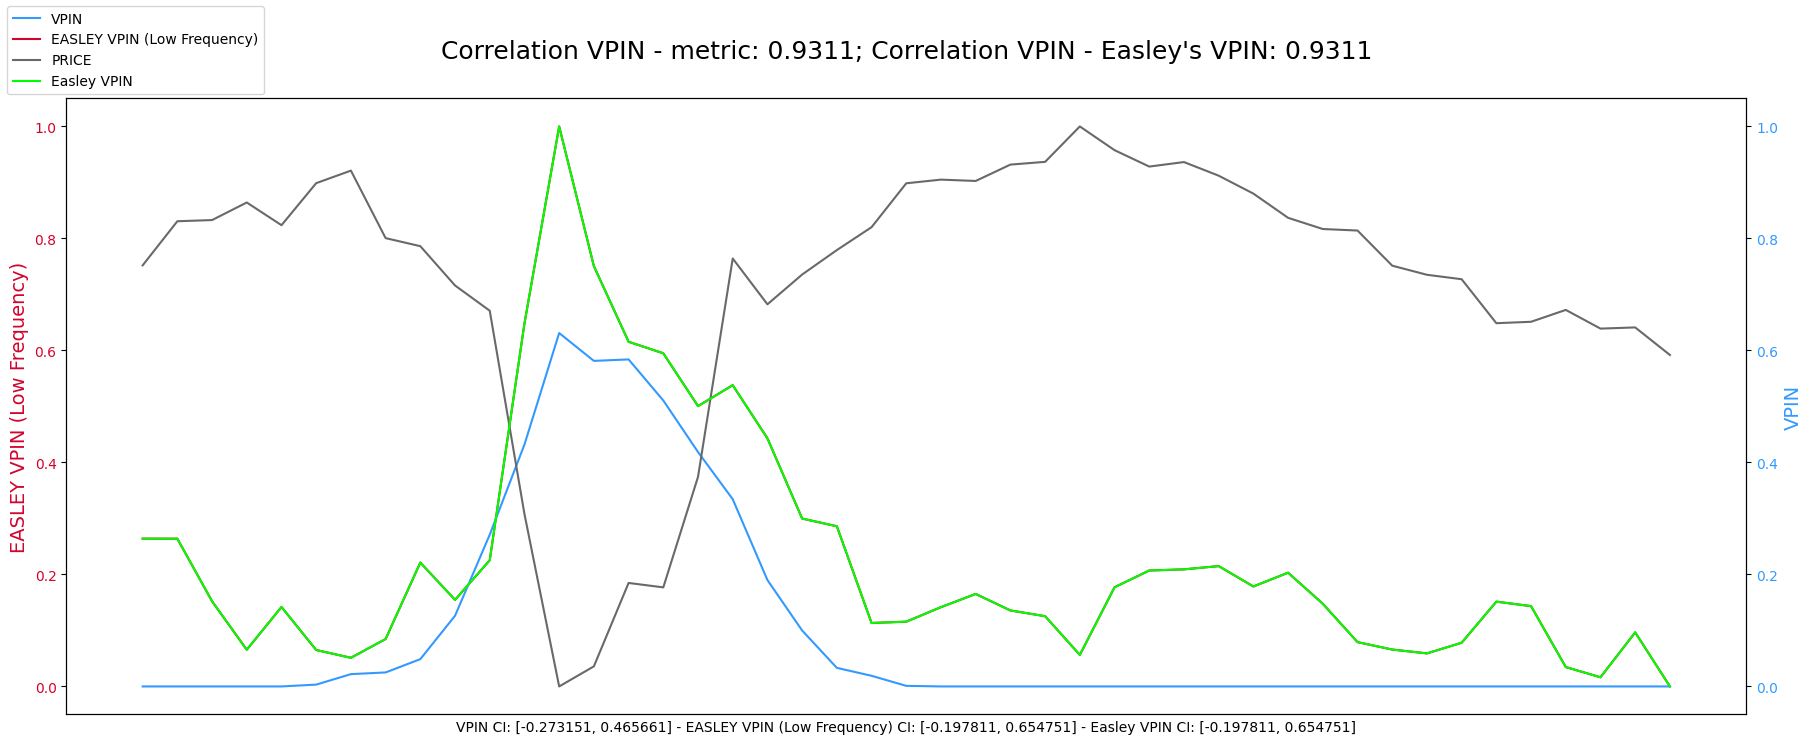 VPIN
EASLEY VPIN (Low Frequency)
PRICE
Easley VPIN
Correlation VPIN - metric: 0.9311; Correlation VPIN - Easley's VPIN: 0.9311
EASLEY VPIN (Low Frequency)
1.0
0.8
0.6
0.4
0.2
0.0
1.0
0.8
0.6
0.4
0.2
0.0
VPIN
VPIN CI: [-0.273151, 0.465661] - EASLEY VPIN (Low Frequency) CI: [-0.197811, 0.654751] - Easley VPIN CI: [-0.197811, 0.654751]